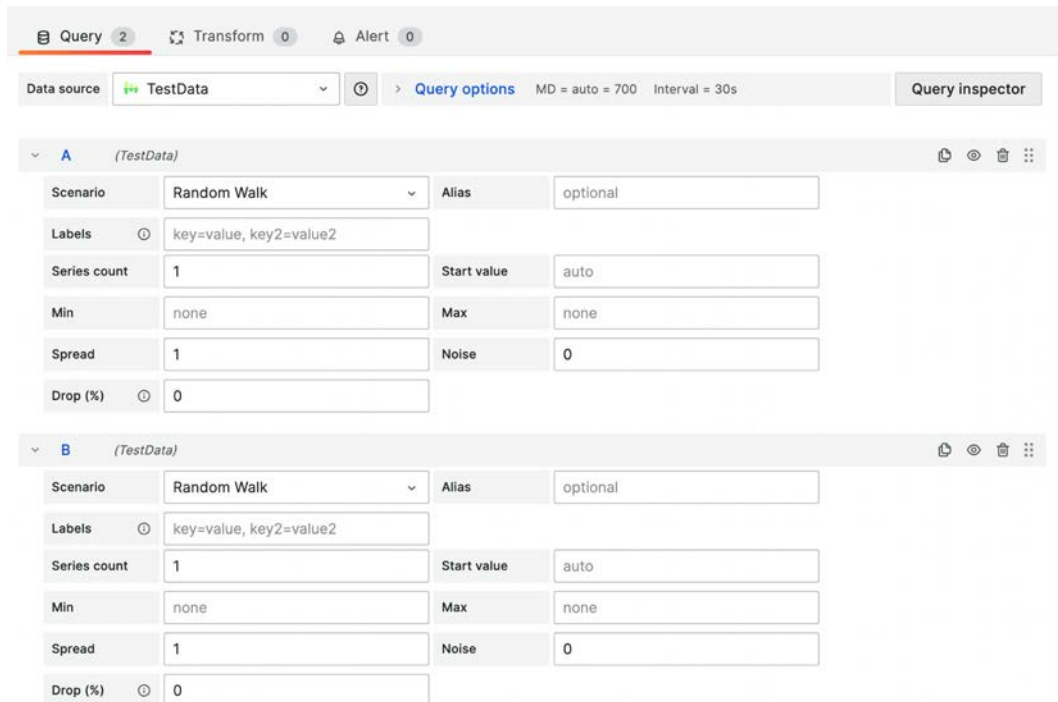 Query 2 Transform 0 Alert 0
Data source TestData Query options MD = auto = 700 Interval = 30s Query inspector
A (TestData)
Scenario Random Walk Alias optional
Labels key=value, key2=value2
Series count 1 Start value auto
Min none Max none
Spread 1 Noise 0
Drop (%) 0
B (TestData)
Scenario Random Walk Alias optional
Labels key=value, key2=value2
Series count 1 Start value auto
Min none Max none
Spread 1 Noise 0
Drop (%) 0